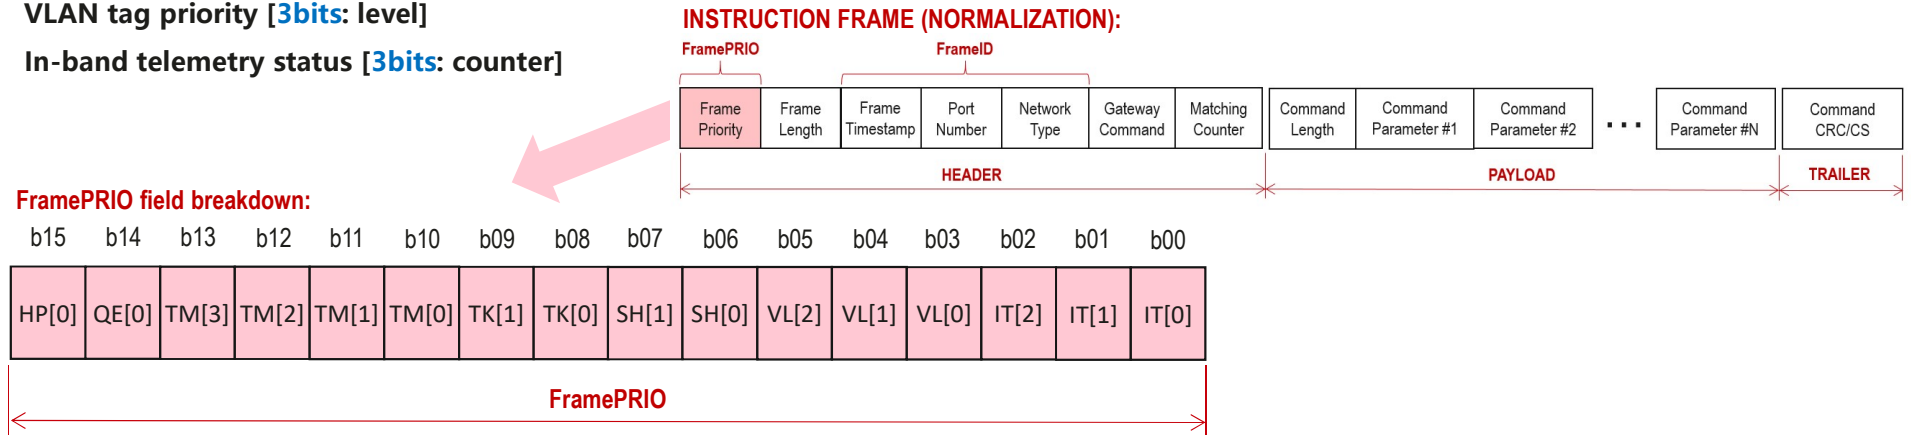 VLAN tag priority [3bits: level]
In-band telemetry status [3bits: counter]
INSTRUCTION FRAME (NORMALIZATION):
FramePRIO FrameID
Frame Priority
Frame Length
Frame Timestamp
Port Number
Network Type
Gateway Command
Matching Counter
Command Length
Command Parameter #1
Command Parameter #2
...
Command Parameter #N
Command CRC/CS
HEADER PAYLOAD TRAILER
FramePRIO field breakdown:
b15 b14 b13 b12 b11 b10 b09 b08 b07 b06 b05 b04 b03 b02 b01 b00
HP[0] QE[0] TM[3] TM[2] TM[1] TM[0] TK[1] TK[0] SH[1] SH[0] VL[2] VL[1] VL[0] IT[2] IT[1] IT[0]
FramePRIO